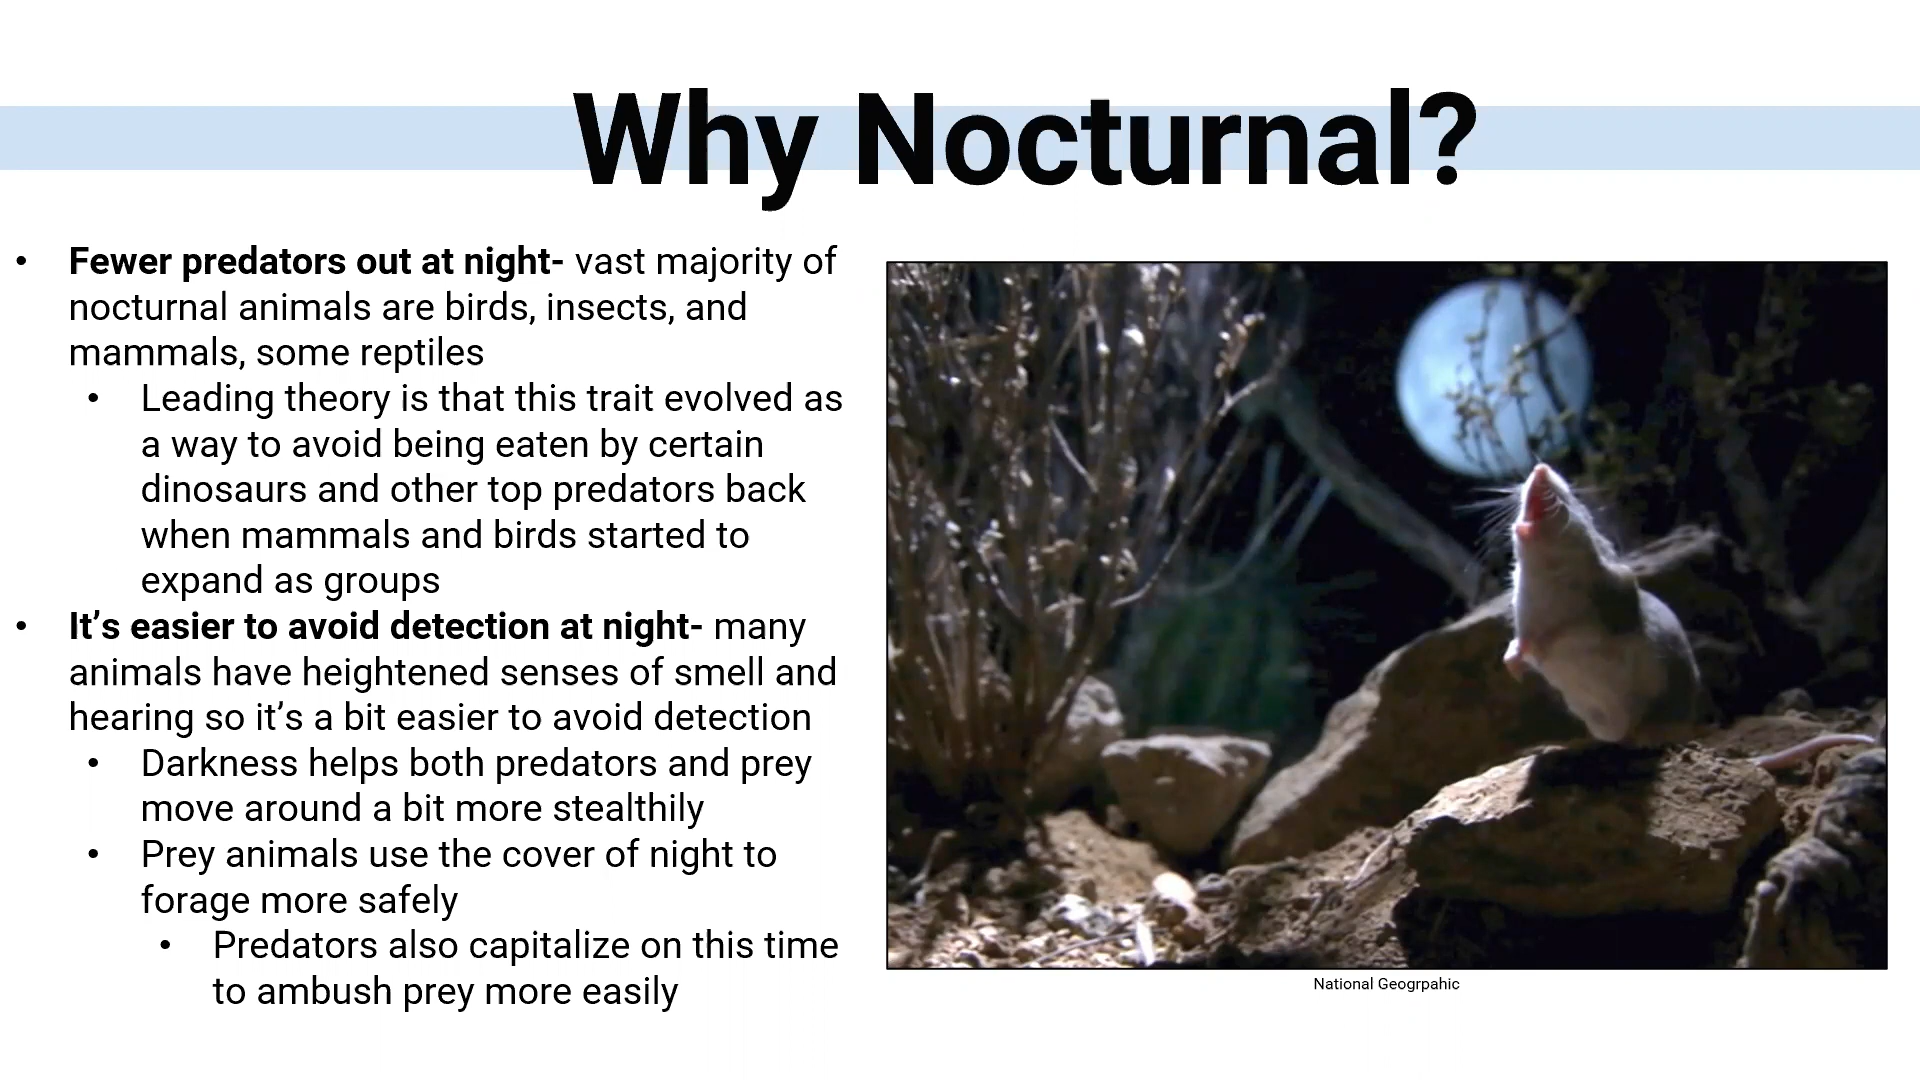 Why Nocturnal?
• Fewer predators out at night- vast majority of
nocturnal animals are birds, insects, and
mammals, some reptiles
• Leading theory is that this trait evolved as
a way to avoid being eaten by certain
dinosaurs and other top predators back
when mammals and birds started to
expand as groups
• It’s easier to avoid detection at night- many
animals have heightened senses of smell and
hearing so it’s a bit easier to avoid detection
• Darkness helps both predators and prey
move around a bit more stealthily
• Prey animals use the cover of night to
forage more safely
• Predators also capitalize on this time
to ambush prey more easily
National Geogrpahic